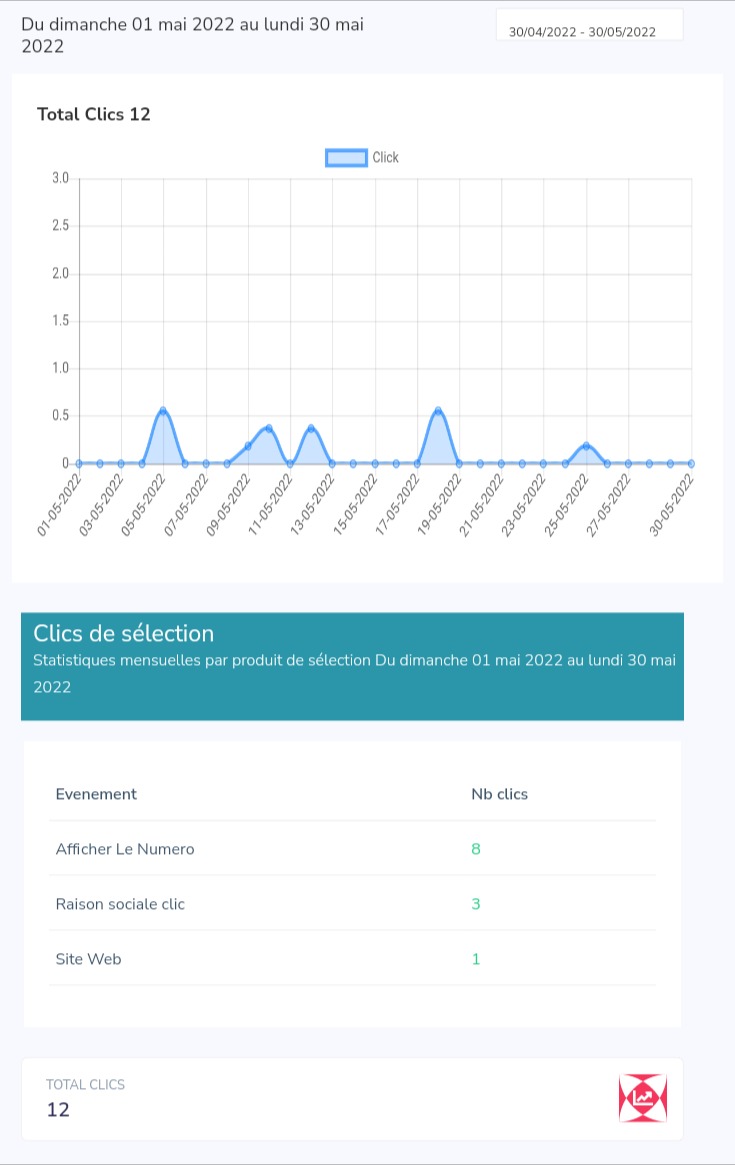 Du dimanche 01 mai 2022 au lundi 30 mai
2022
30/04/2022 - 30/05/2022
Total Clics 12
Click
3.0
2.5
2.0
1.5
1.0
0.5
0
01-05-2022
03-05-2022
05-05-2022
07-05-2022
09-05-2022
11-05-2022
13-05-2022
15-05-2022
17-05-2022
19-05-2022
21-05-2022
23-05-2022
25-05-2022
27-05-2022
30-05-2022
Clics de sélection
Statistiques mensuelles par produit de sélection Du dimanche 01 mai 2022 au lundi 30 mai
2022
Evenement Nb clics
Afficher Le Numero 8
Raison sociale clic 3
Site Web 1
TOTAL CLICS
12